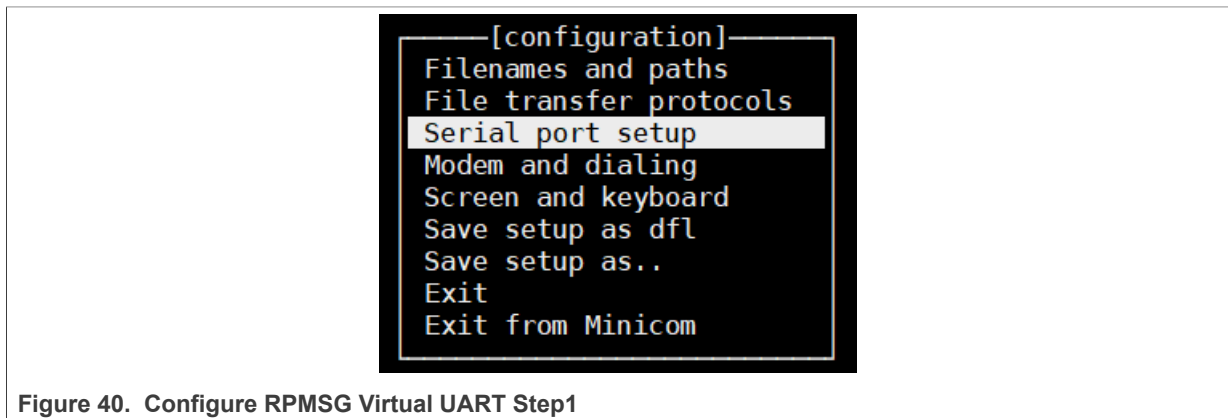 [configuration]
Filenames and paths
File transfer protocols
Serial port setup
Modem and dialing
Screen and keyboard
Save setup as dfl
Save setup as..
Exit
Exit from Minicom
Figure 40. Configure RPMSG Virtual UART Step1